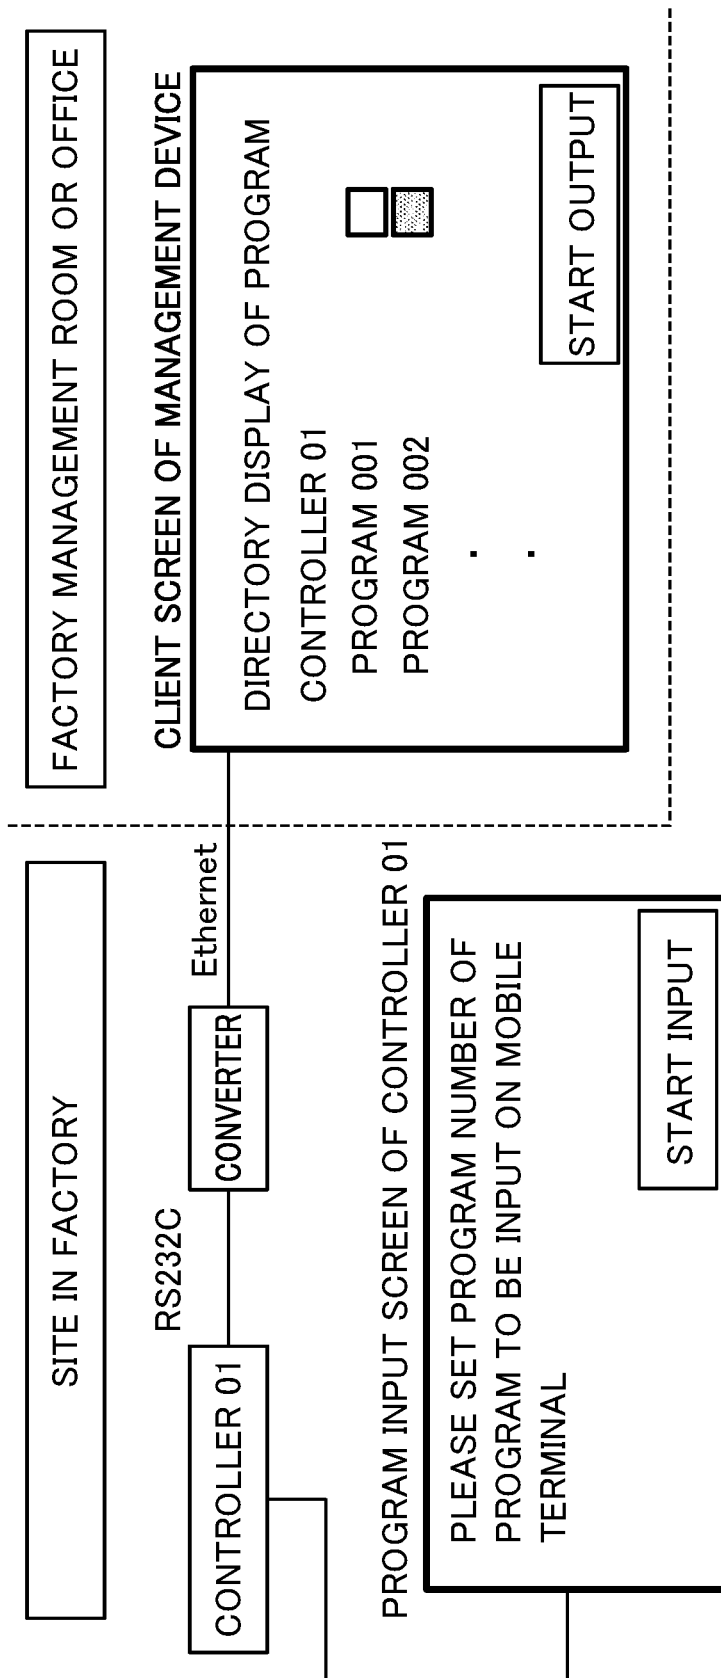 SITE IN FACTORY
FACTORY MANAGEMENT ROOM OR OFFICE
CONTROLLER 01
RS232C
CONVERTER
Ethernet
CLIENT SCREEN OF MANAGEMENT DEVICE
DIRECTORY DISPLAY OF PROGRAM
CONTROLLER 01
PROGRAM 001
PROGRAM 002
.
.
START OUTPUT
PROGRAM INPUT SCREEN OF CONTROLLER 01
PLEASE SET PROGRAM NUMBER OF
PROGRAM TO BE INPUT ON MOBILE
TERMINAL
START INPUT